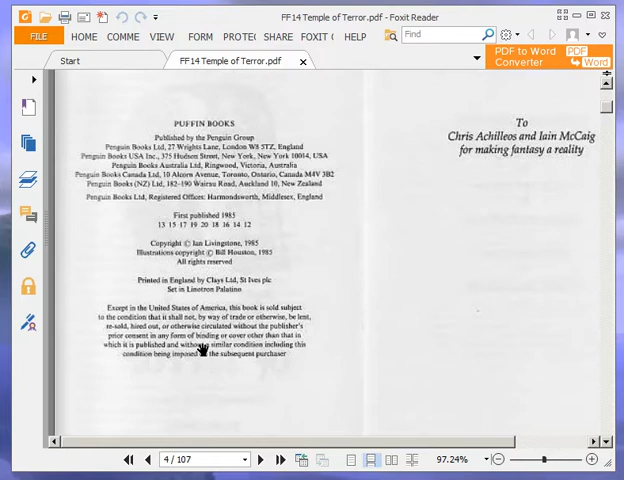 FF14 Temple of Terror.pdf - Foxit Reader
FILE HOME COMME VIEW FORM PROTE SHARE FOXIT C HELP Find
PDF to Word Converter PDF Word
Start FF14 Temple of Terror.pdf
PUFFIN BOOKS
Published by the Penguin Group
Penguin Books Ltd, 27 Wrights Lane, London W8 5TZ, England
Penguin Books USA Inc., 375 Hudson Street, New York, New York 10014, USA
Penguin Books Australia Ltd, Ringwood, Victoria, Australia
Penguin Books Canada Ltd, 10 Alcorn Avenue, Toronto, Ontario, Canada M4V 3B2
Penguin Books (NZ) Ltd, 182-190 Wairau Road, Auckland 10, New Zealand
Penguin Books Ltd, Registered Offices: Harmondsworth, Middlesex, England
First published 1985
13 15 17 19 20 18 16 14 12
Copyright © Ian Livingstone, 1985
Illustrations copyright © Bill Houston, 1985
All rights reserved
Printed in England by Clays Ltd, St Ives plc
Set in Linotron Palatino
Except in the United States of America, this book is sold subject
to the condition that it shall not, by way of trade or otherwise, be lent,
re-sold, hired out, or otherwise circulated without the publisher's
prior consent in any form of binding or cover other than that in
which it is published and without a similar condition including this
condition being imposed the subsequent purchaser
To
Chris Achilleos and Iain McCaig
for making fantasy a reality
4 / 107 97.24%